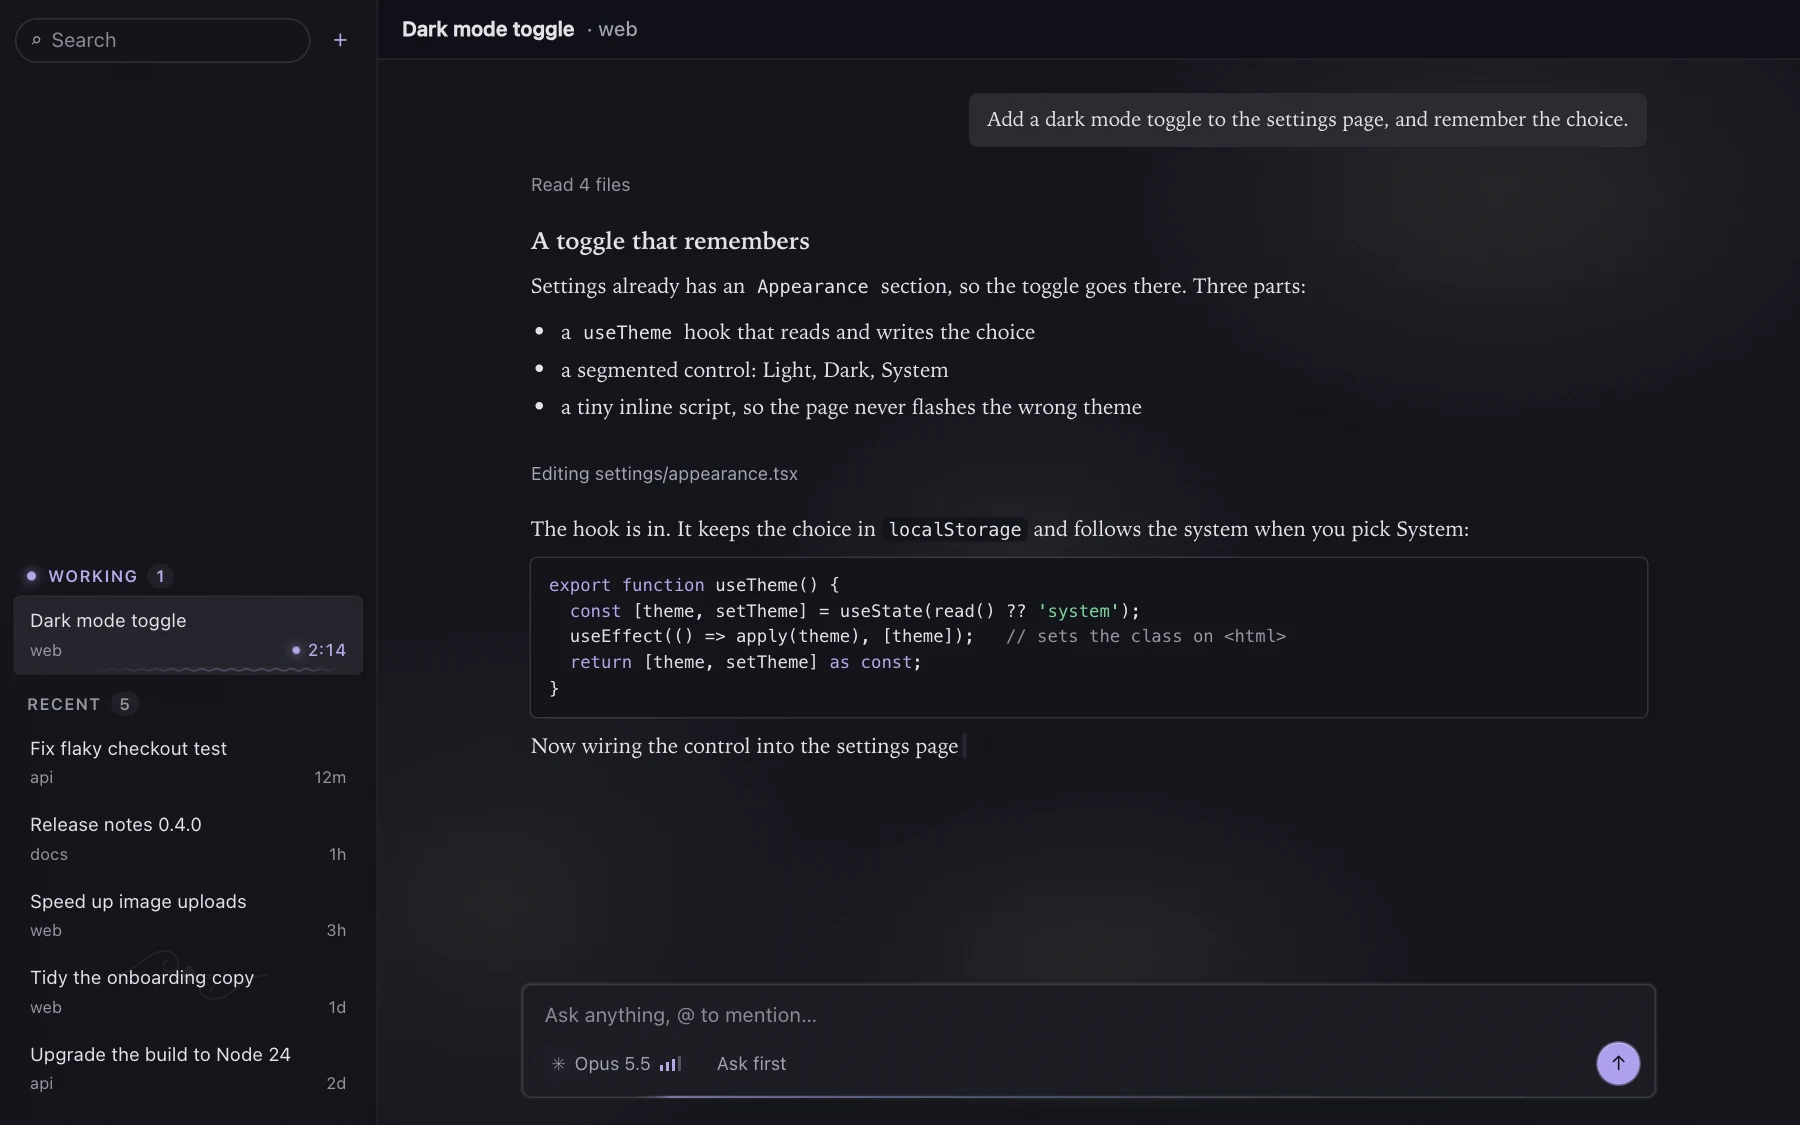 Search
+
WORKING 1
Dark mode toggle
web 2:14
RECENT 5
Fix flaky checkout test
api 12m
Release notes 0.4.0
docs 1h
Speed up image uploads
web 3h
Tidy the onboarding copy
web 1d
Upgrade the build to Node 24
api 2d
Dark mode toggle · web
Add a dark mode toggle to the settings page, and remember the choice.
Read 4 files
A toggle that remembers
Settings already has an Appearance section, so the toggle goes there. Three parts:
• a useTheme hook that reads and writes the choice
• a segmented control: Light, Dark, System
• a tiny inline script, so the page never flashes the wrong theme
Editing settings/appearance.tsx
The hook is in. It keeps the choice in localStorage and follows the system when you pick System:
export function useTheme() {
  const [theme, setTheme] = useState(read() ?? 'system');
  useEffect(() => apply(theme), [theme]);   // sets the class on <html>
  return [theme, setTheme] as const;
}
Now wiring the control into the settings page
Ask anything, @ to mention...
Opus 5.5 Ask first